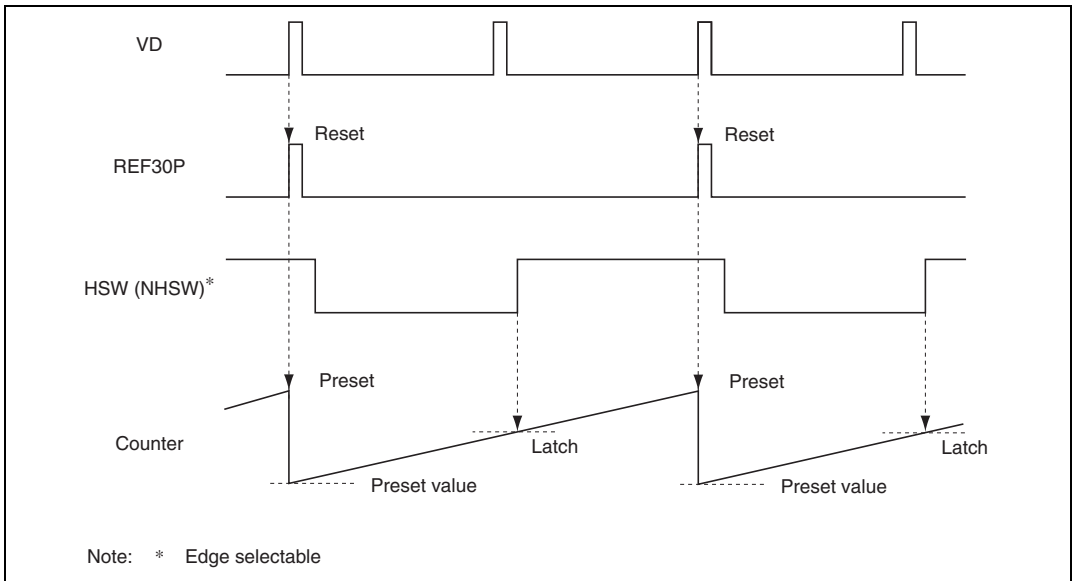 VD
Reset Reset
REF30P
HSW (NHSW)*
Preset Preset
Counter
Latch Latch
Preset value Preset value
Note: * Edge selectable